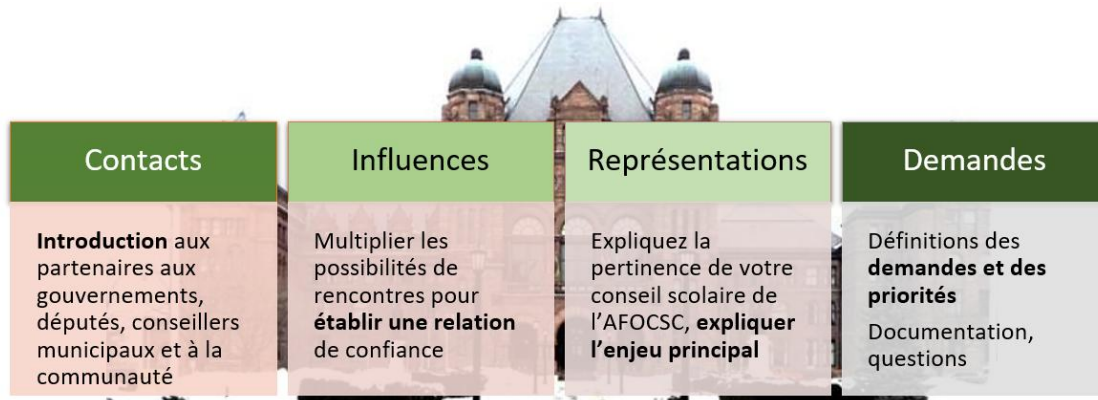 Contacts
Introduction aux
partenaires aux
gouvernements,
députés, conseillers
municipaux et à la
communauté
Influences
Multiplier les
possibilités de
rencontres pour
établir une relation
de confiance
Représentations
Expliquez la
pertinence de votre
conseil scolaire de
l’AFOCSC, expliquer
l’enjeu principal
Demandes
Définitions des
demandes et des
priorités
Documentation,
questions